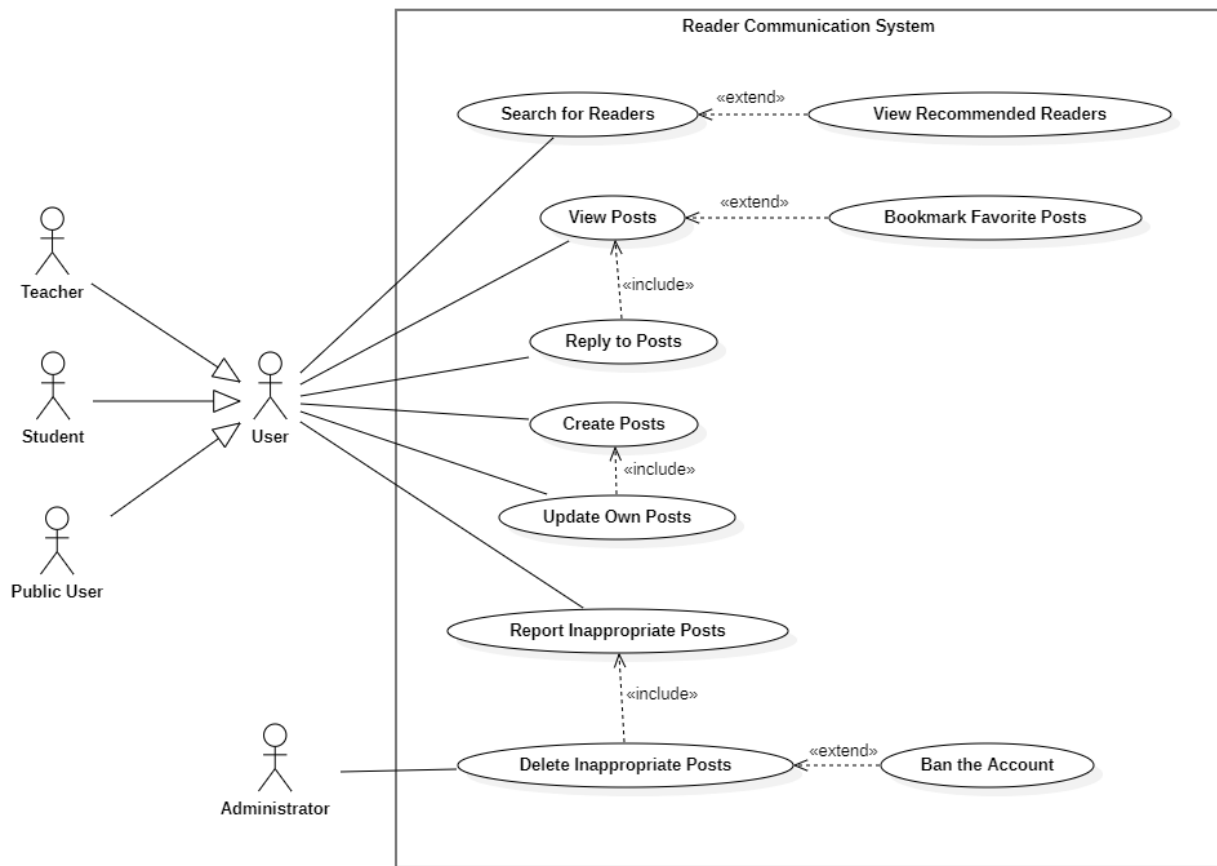 Reader Communication System
Search for Readers
«extend»
View Recommended Readers
View Posts
«extend»
Bookmark Favorite Posts
Teacher
«include»
Reply to Posts
Student
User
Create Posts
«include»
Update Own Posts
Public User
Report Inappropriate Posts
«include»
Administrator
Delete Inappropriate Posts
«extend»
Ban the Account